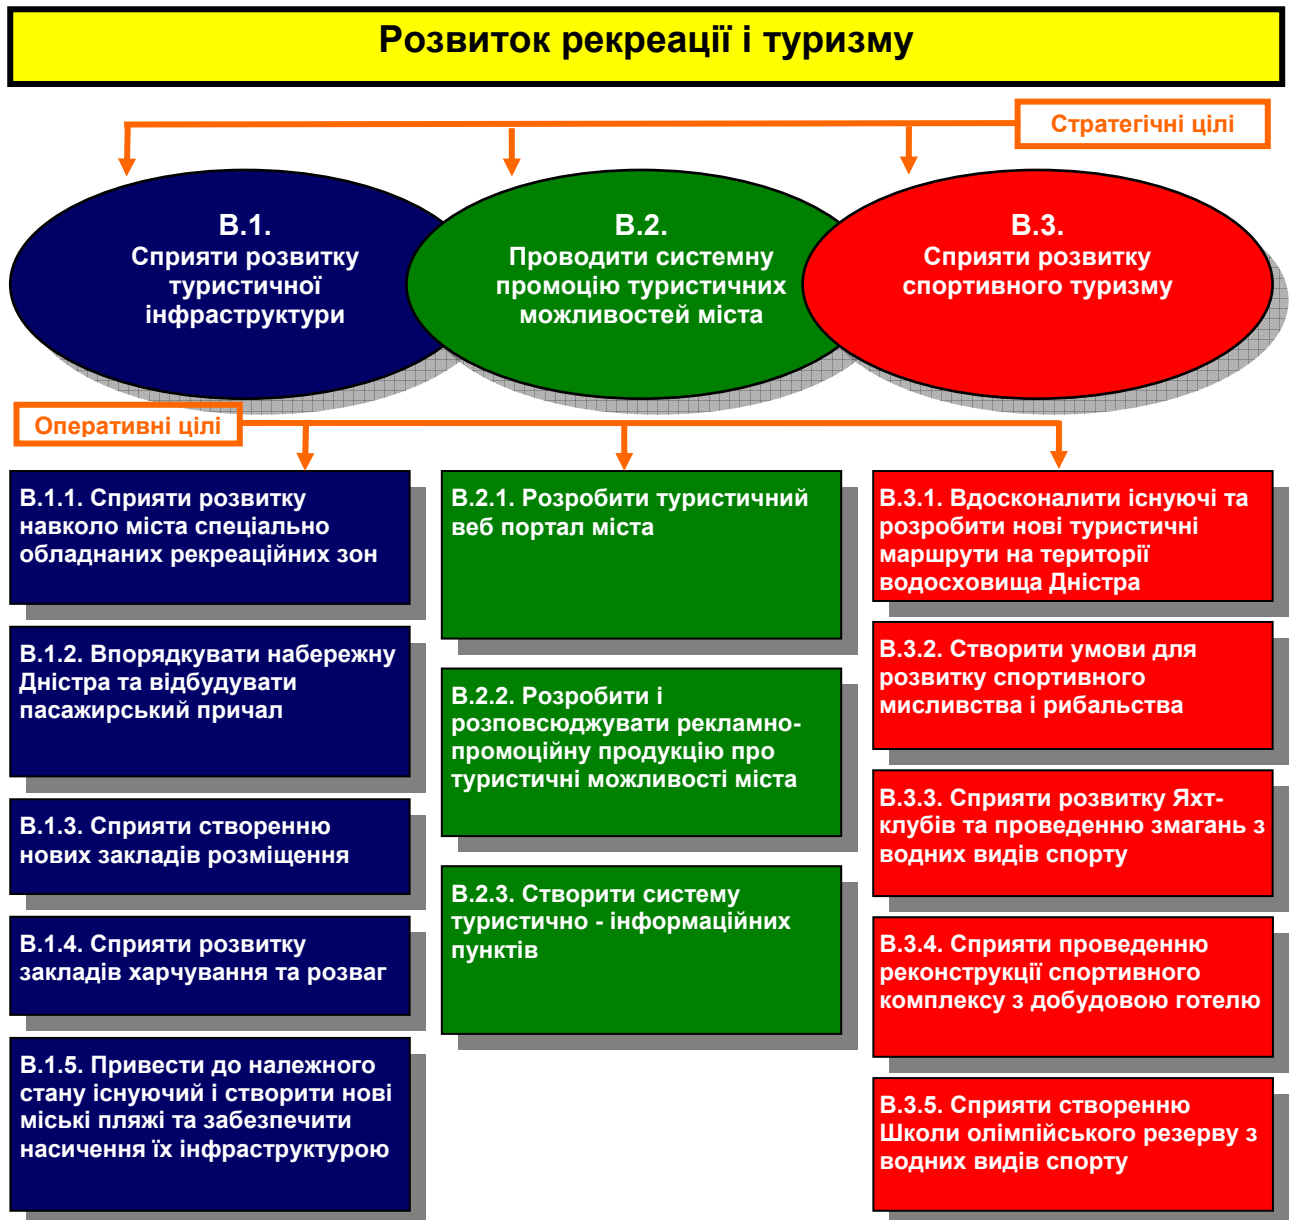 Розвиток рекреації і туризму
Стратегічні цілі
В.1.
Сприяти розвитку
туристичної
інфраструктури
В.2.
Проводити системну
промоцію туристичних
можливостей міста
В.3.
Сприяти розвитку
спортивного туризму
Оперативні цілі
В.1.1. Сприяти розвитку
навколо міста спеціально
обладнаних рекреаційних зон
В.1.2. Впорядкувати набережну
Дністра та відбудувати
пасажирський причал
В.1.3. Сприяти створенню
нових закладів розміщення
В.1.4. Сприяти розвитку
закладів харчування та розваг
В.1.5. Привести до належного
стану існуючий і створити нові
міські пляжі та забезпечити
насичення їх інфраструктурою
В.2.1. Розробити туристичний
веб портал міста
В.2.2. Розробити і
розповсюджувати рекламно-
промоційну продукцію про
туристичні можливості міста
В.2.3. Створити систему
туристично - інформаційних
пунктів
В.3.1. Вдосконалити існуючі та
розробити нові туристичні
маршрути на території
водосховища Дністра
В.3.2. Створити умови для
розвитку спортивного
мисливства і рибальства
В.3.3. Сприяти розвитку Яхт-
клубів та проведенню змагань з
водних видів спорту
В.3.4. Сприяти проведенню
реконструкції спортивного
комплексу з добудовою готелю
В.3.5. Сприяти створенню
Школи олімпійського резерву з
водних видів спорту